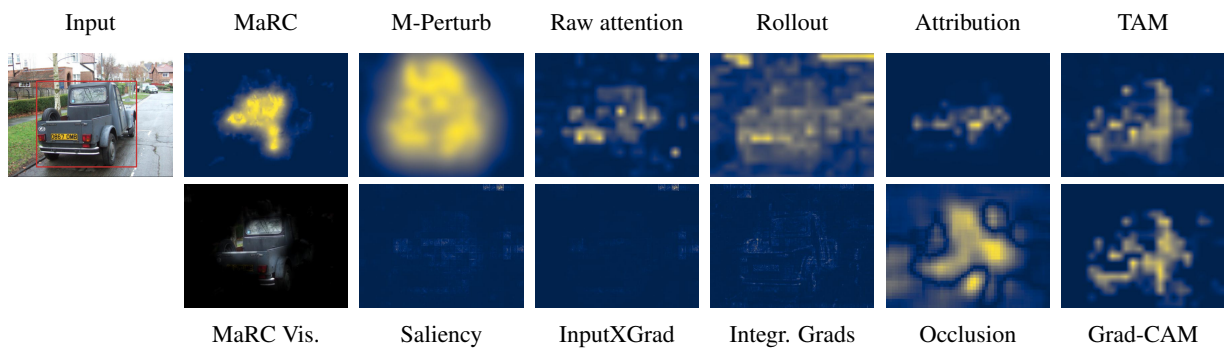 Input MaRC M-Perturb Raw attention Rollout Attribution TAM
MaRC Vis. Saliency InputXGrad Integr. Grads Occlusion Grad-CAM